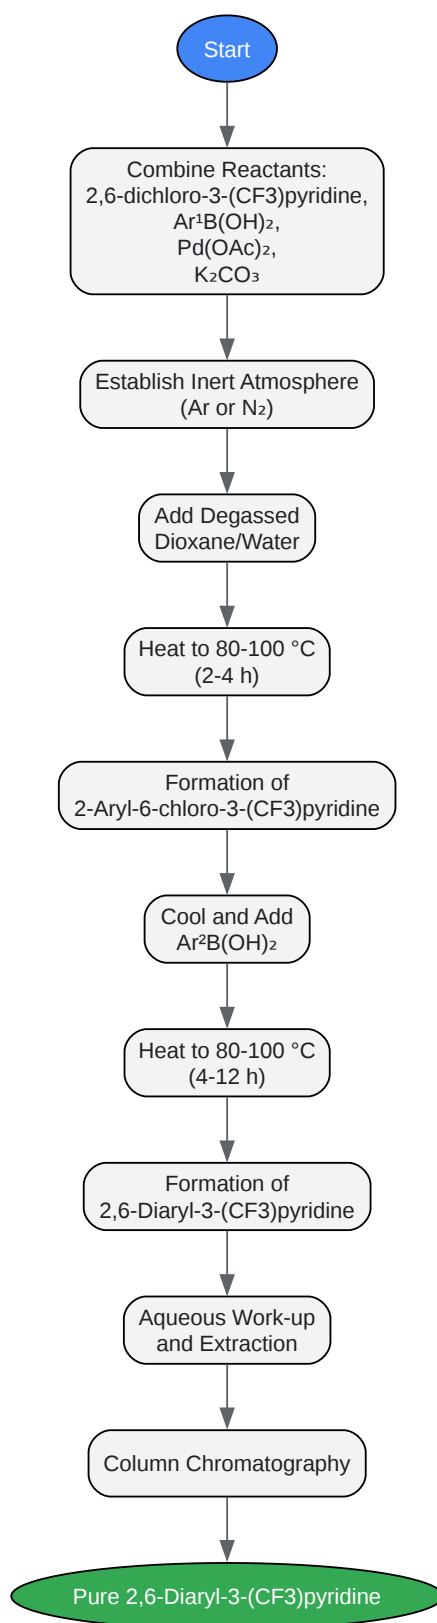 Start
Combine Reactants:
2,6-dichloro-3-(CF3)pyridine,
Ar¹B(OH)₂,
Pd(OAc)₂,
K₂CO₃
Establish Inert Atmosphere
(Ar or N₂)
Add Degassed
Dioxane/Water
Heat to 80-100 °C
(2-4 h)
Formation of
2-Aryl-6-chloro-3-(CF3)pyridine
Cool and Add
Ar²B(OH)₂
Heat to 80-100 °C
(4-12 h)
Formation of
2,6-Diaryl-3-(CF3)pyridine
Aqueous Work-up
and Extraction
Column Chromatography
Pure 2,6-Diaryl-3-(CF3)pyridine